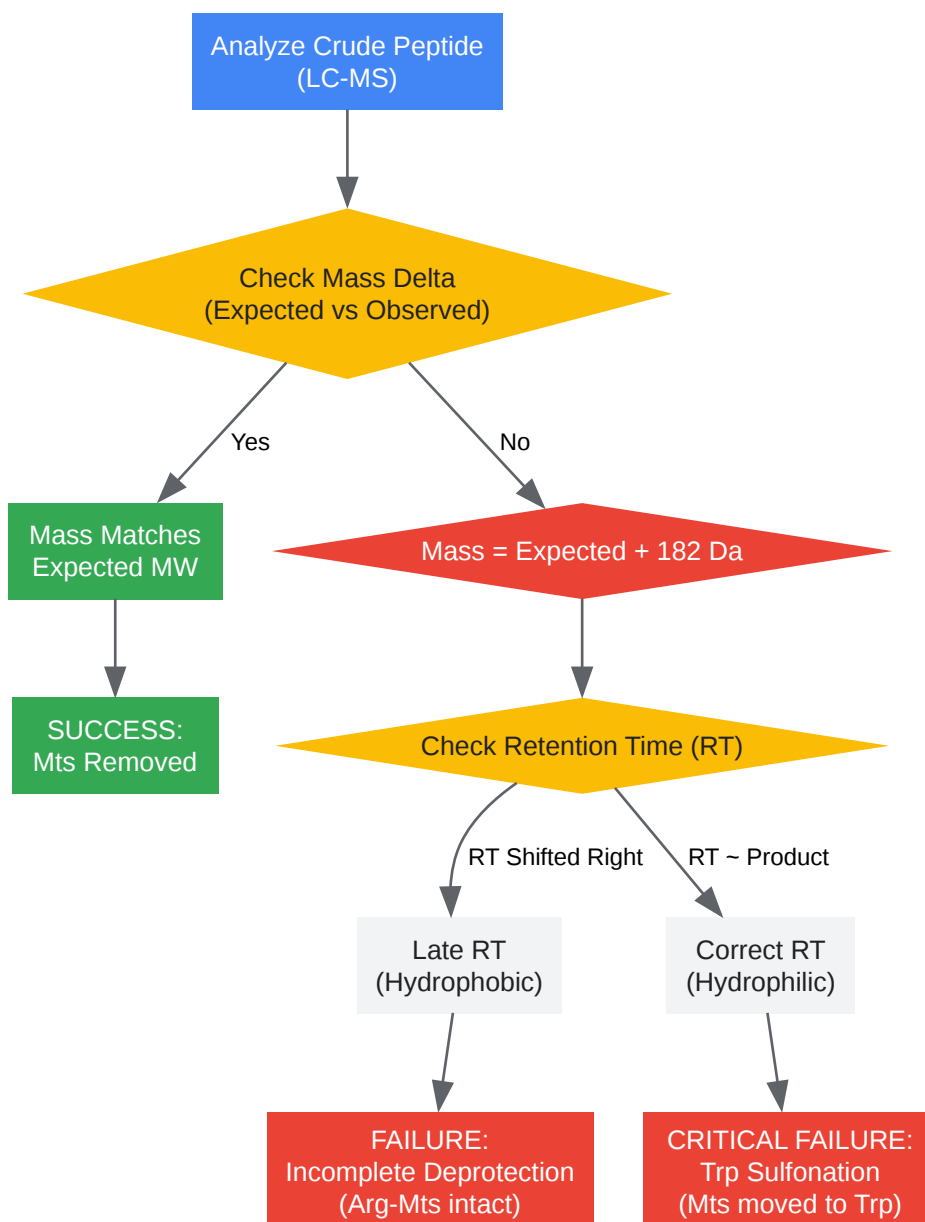 Analyze Crude Peptide
(LC-MS)
Check Mass Delta
(Expected vs Observed)
Yes
No
Mass Matches
Expected MW
Mass = Expected + 182 Da
SUCCESS:
Mts Removed
Check Retention Time (RT)
RT Shifted Right
RT ~ Product
Late RT
(Hydrophobic)
Correct RT
(Hydrophilic)
FAILURE:
Incomplete Deprotection
(Arg-Mts intact)
CRITICAL FAILURE:
Trp Sulfonation
(Mts moved to Trp)